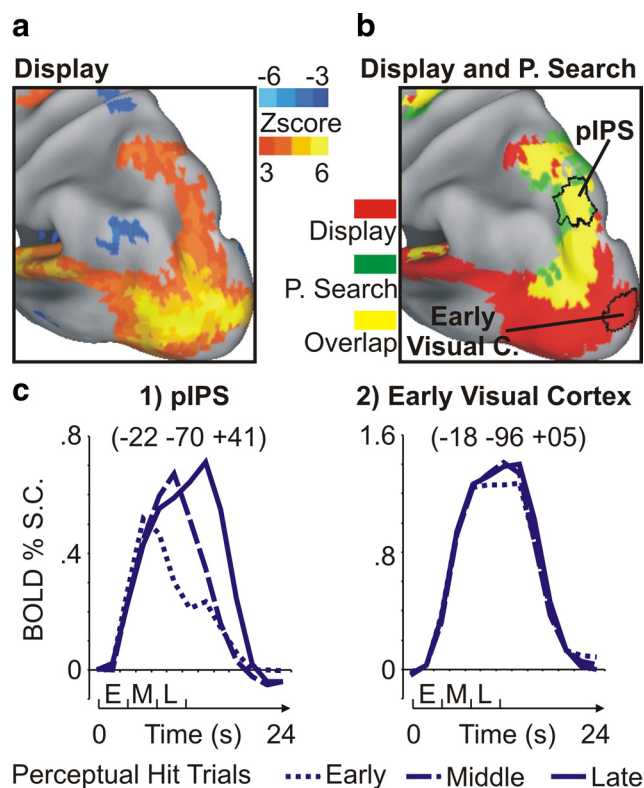 a
Display
-6 -3
Zscore
3 6
b
Display and P. Search
pIPS
Display
P. Search
Overlap
Early
Visual C.
c
1) pIPS
(-22 -70 +41)
BOLD % S.C.
.8
.4
0
E M L
0 Time (s) 24
2) Early Visual Cortex
(-18 -96 +05)
1.6
.8
0
E M L
0 Time (s) 24
Perceptual Hit Trials Early Middle Late